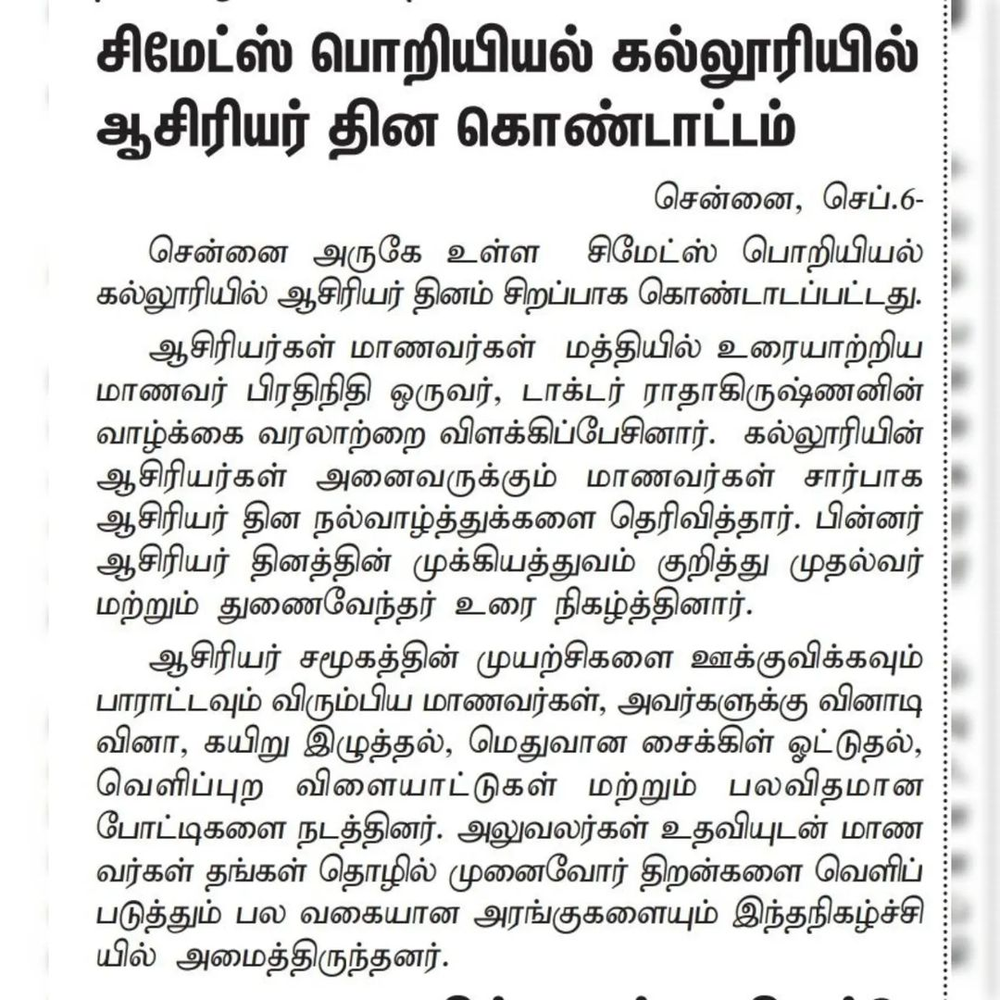 சிமேட்ஸ் பொறியியல் கல்லூரியில்
ஆசிரியர் தின கொண்டாட்டம்
சென்னை, செப்.6-
சென்னை அருகே உள்ள சிமேட்ஸ் பொறியியல்
கல்லூரியில் ஆசிரியர் தினம் சிறப்பாக கொண்டாடப்பட்டது.
ஆசிரியர்கள் மாணவர்கள் மத்தியில் உரையாற்றிய
மாணவர் பிரதிநிதி ஒருவர், டாக்டர் ராதாகிருஷ்ணனின்
வாழ்க்கை வரலாற்றை விளக்கிப்பேசினார். கல்லூரியின்
ஆசிரியர்கள் அனைவருக்கும் மாணவர்கள் சார்பாக
ஆசிரியர் தின நல்வாழ்த்துக்களை தெரிவித்தார். பின்னர்
ஆசிரியர் தினத்தின் முக்கியத்துவம் குறித்து முதல்வர்
மற்றும் துணைவேந்தர் உரை நிகழ்த்தினார்.
ஆசிரியர் சமூகத்தின் முயற்சிகளை ஊக்குவிக்கவும்
பாராட்டவும் விரும்பிய மாணவர்கள், அவர்களுக்கு வினாடி
வினா, கயிறு இழுத்தல், மெதுவான சைக்கிள் ஓட்டுதல்,
வெளிப்புற விளையாட்டுகள் மற்றும் பலவிதமான
போட்டிகளை நடத்தினர். அலுவலர்கள் உதவியுடன் மாண
வர்கள் தங்கள் தொழில் முனைவோர் திறன்களை வெளிப்
படுத்தும் பல வகையான அரங்குகளையும் இந்தநிகழ்ச்சி
யில் அமைத்திருந்தனர்.